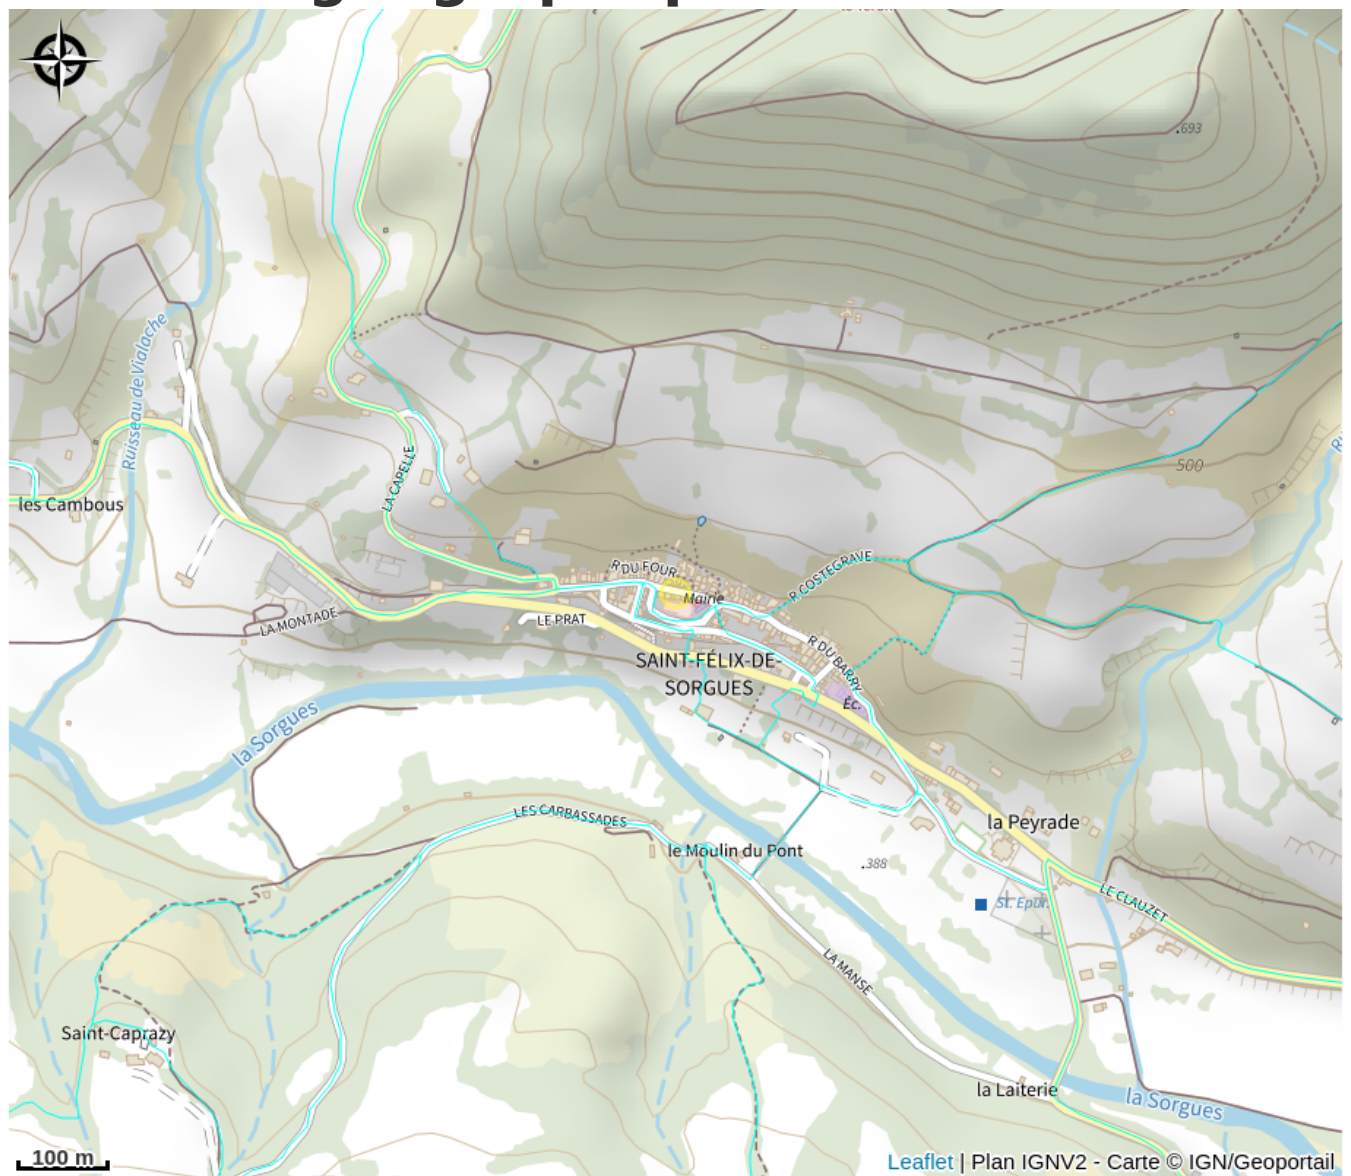 693
Ruisseau de Vialache
500
LA CAPELLE
les Cambous
R COSTEGRAVE
R DU FOUR
Mairie
LA MONTADE
LE PRAT
R DU BARRY
SAINT-FÉLIX-DE-
SORGUES
Éc.
la Sorgues
LES CARBASSADES
la Peyrade
le Moulin du Pont
388
LE CLAUZET
St. Epur.
LA MANSE
Saint-Caprazy
la Laiterie
la Sorgues
100 m
Leaflet | Plan IGNV2 - Carte © IGN/Geoportail